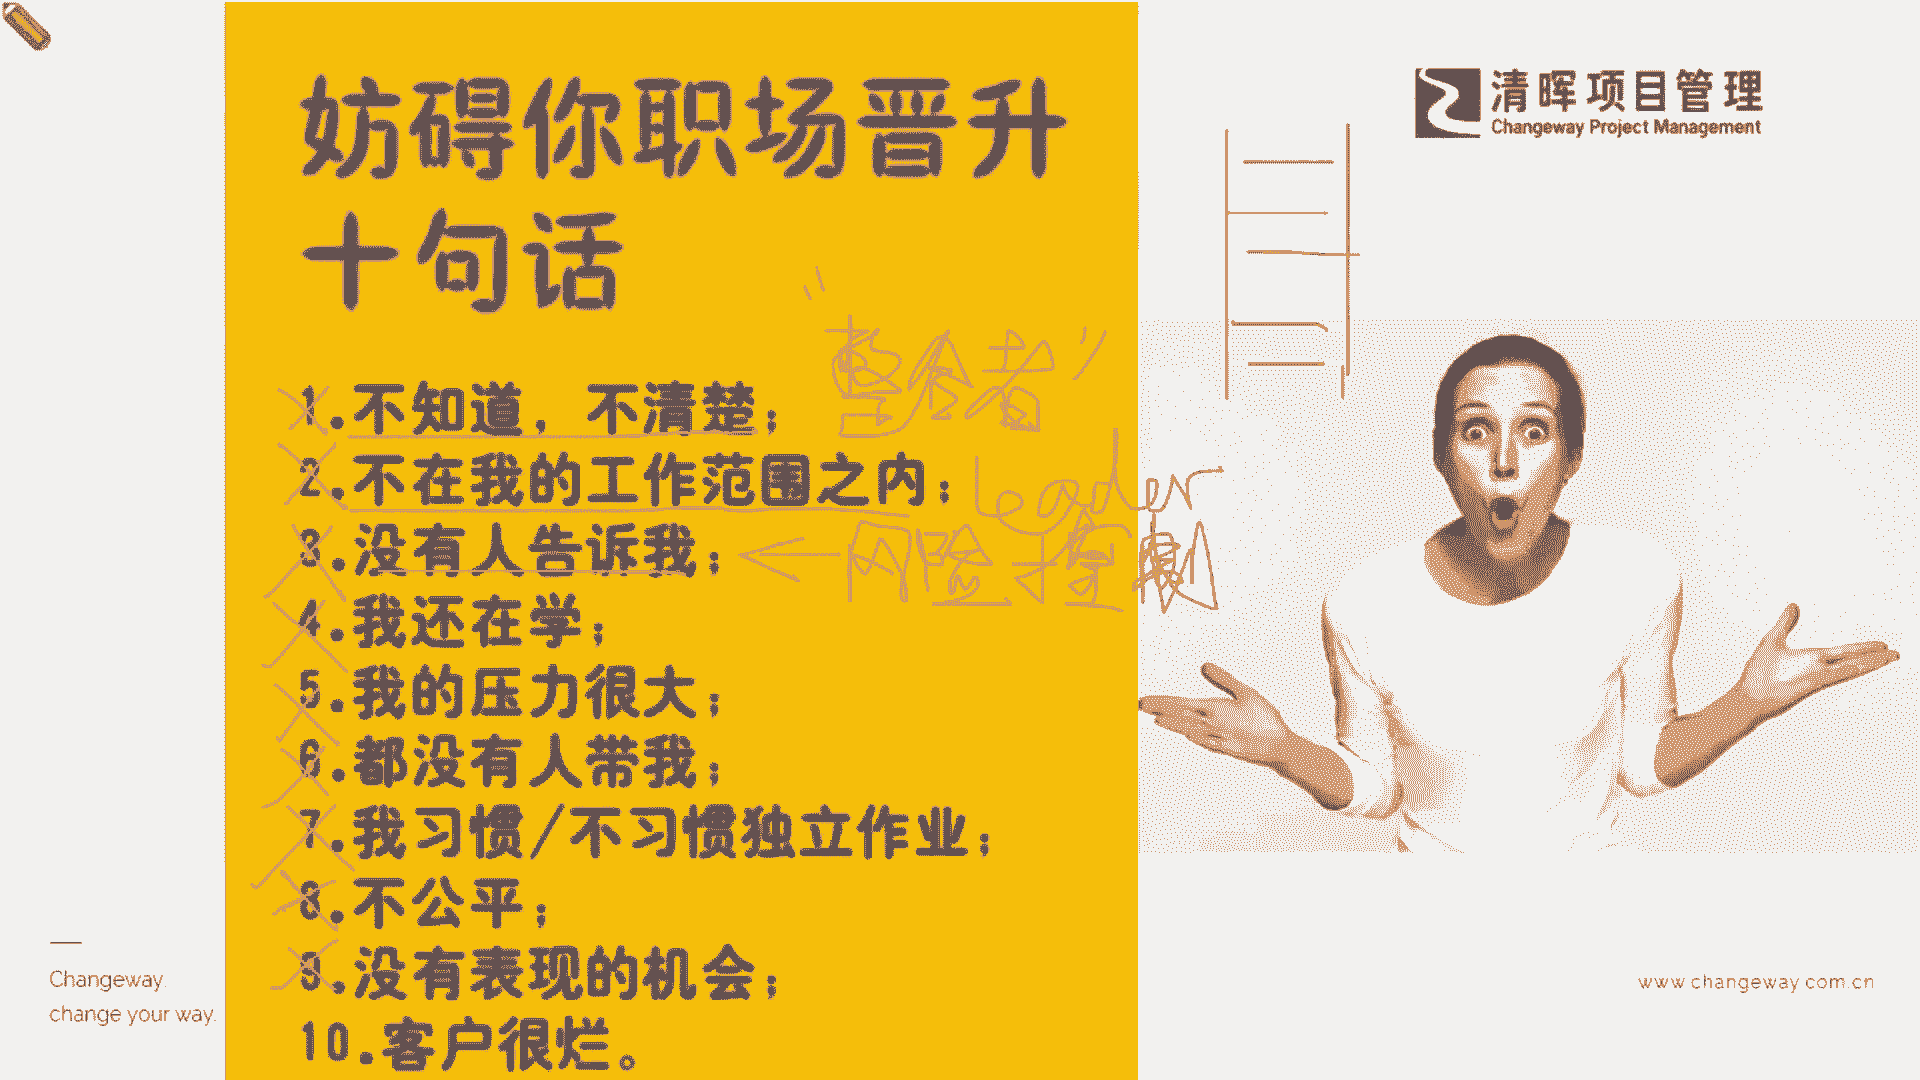 妨碍你职场晋升
十句话
清晖项目管理
Changeway Project Management
"整合者"
1.不知道，不清楚；
2.不在我的工作范围之内；
Leader
3.没有人告诉我；
4.我还在学；
5.我的压力很大；
6.都没有人带我；
7.我习惯/不习惯独立作业；
8.不公平；
9.没有表现的机会；
10.客户很烂。
Changeway.
change your way.
www.changeway.com.cn